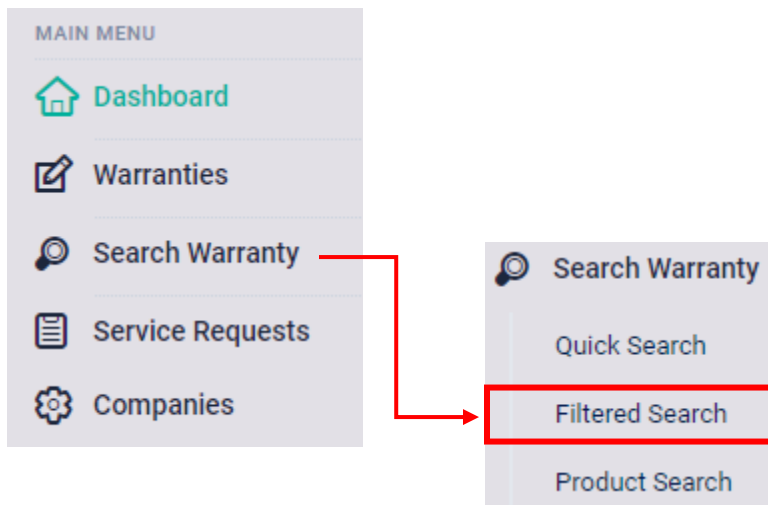 MAIN MENU
Dashboard
Warranties
Search Warranty
Service Requests
Companies
Search Warranty
Quick Search
Filtered Search
Product Search